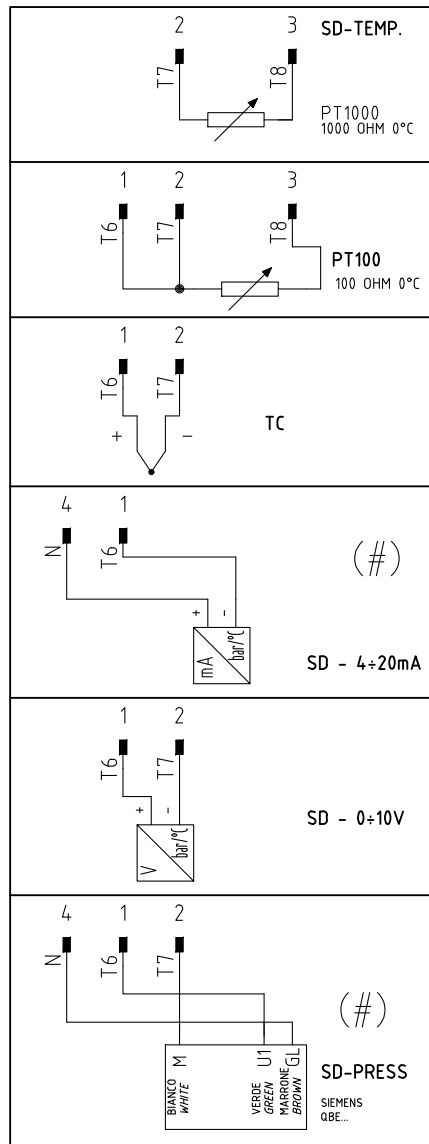 2 3 SD-TEMP.
T7 T8
PT1000
1000 OHM 0°C
1 2 3
T6 T7 T8
PT100
100 OHM 0°C
1 2
T6 T7
+ -
TC
4 1
N T6
(#)
+ -
mA bar/°C
SD - 4÷20mA
1 2
T6 T7
+ -
V bar/°C
SD - 0÷10V
4 1 2
N T6 T7
(#)
M U1 GL
BIANCO VERDE MARRONE
WHITE GREEN BROWN
SD-PRESS
SIEMENS
QBE...